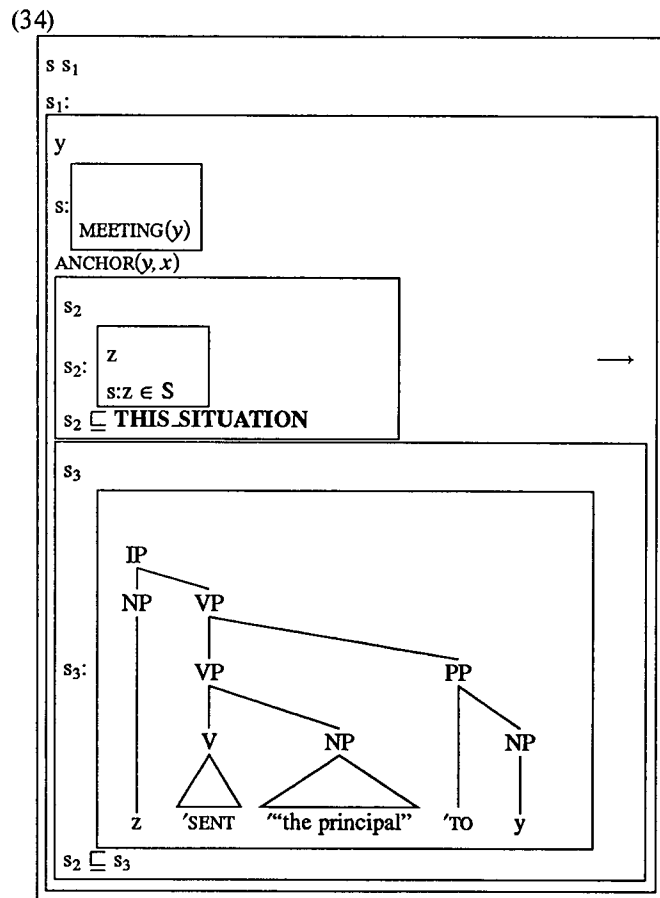 (34)
s s₁
s₁:
y
s:
MEETING(y)
ANCHOR(y, x)
s₂
s₂:
z
s:z ∈ S
s₂ ⊑ THIS_SITUATION
→
s₃
s₃:
IP
NP VP
VP PP
V NP NP
z 'SENT '“the principal” 'TO y
s₂ ⊑ s₃